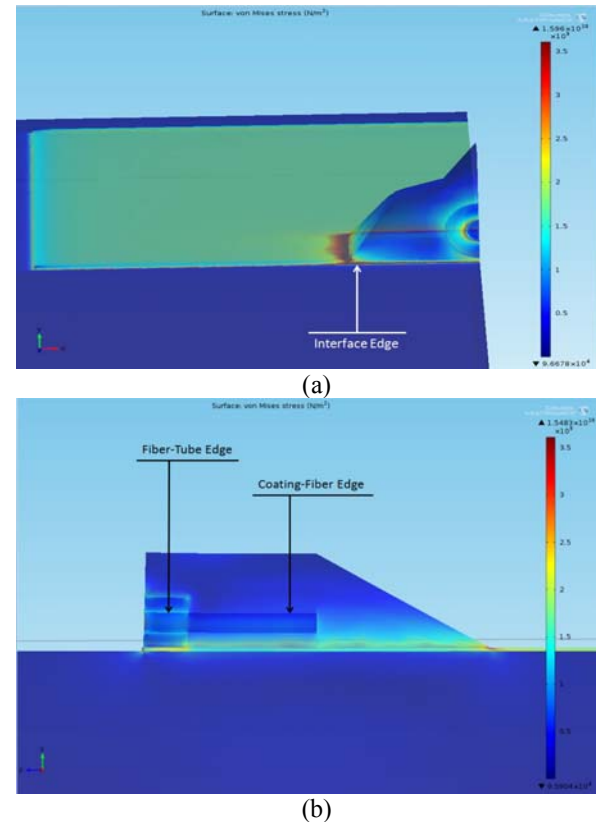 Surface: von Mises stress (N/m²)
▲ 1.596×10¹⁰
×10⁹
3.5
3
2.5
2
1.5
1
0.5
▼ 9.6678×10⁴
Interface Edge
(a)
Surface: von Mises stress (N/m²)
▲ 1.5483×10¹⁰
×10⁹
Fiber-Tube Edge
Coating-Fiber Edge
3.5
3
2.5
2
1.5
1
0.5
(b)